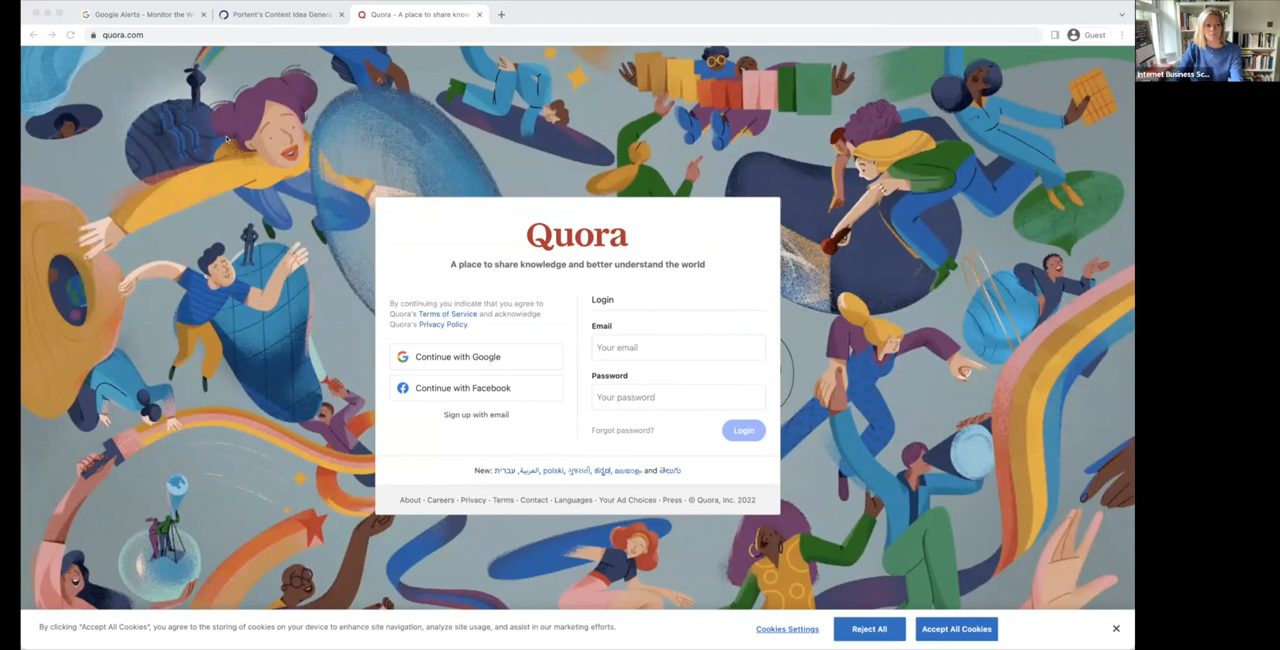 Google Alerts - Monitor the W
Portent's Content Idea Genera
Quora - A place to share know
quora.com
Guest
Internet Business Sc...
Quora
A place to share knowledge and better understand the world
By continuing you indicate that you agree to
Quora's Terms of Service and acknowledge
Quora's Privacy Policy.
Continue with Google
Continue with Facebook
Sign up with email
Login
Email
Your email
Password
Your password
Forgot password?
Login
New: עברית, العربية, polski, ગુજરાતી, ಕನ್ನಡ, മലയാളം and తెలుగు
About · Careers · Privacy · Terms · Contact · Languages · Your Ad Choices · Press · © Quora, Inc. 2022
By clicking “Accept All Cookies”, you agree to the storing of cookies on your device to enhance site navigation, analyze site usage, and assist in our marketing efforts.
Cookies Settings
Reject All
Accept All Cookies